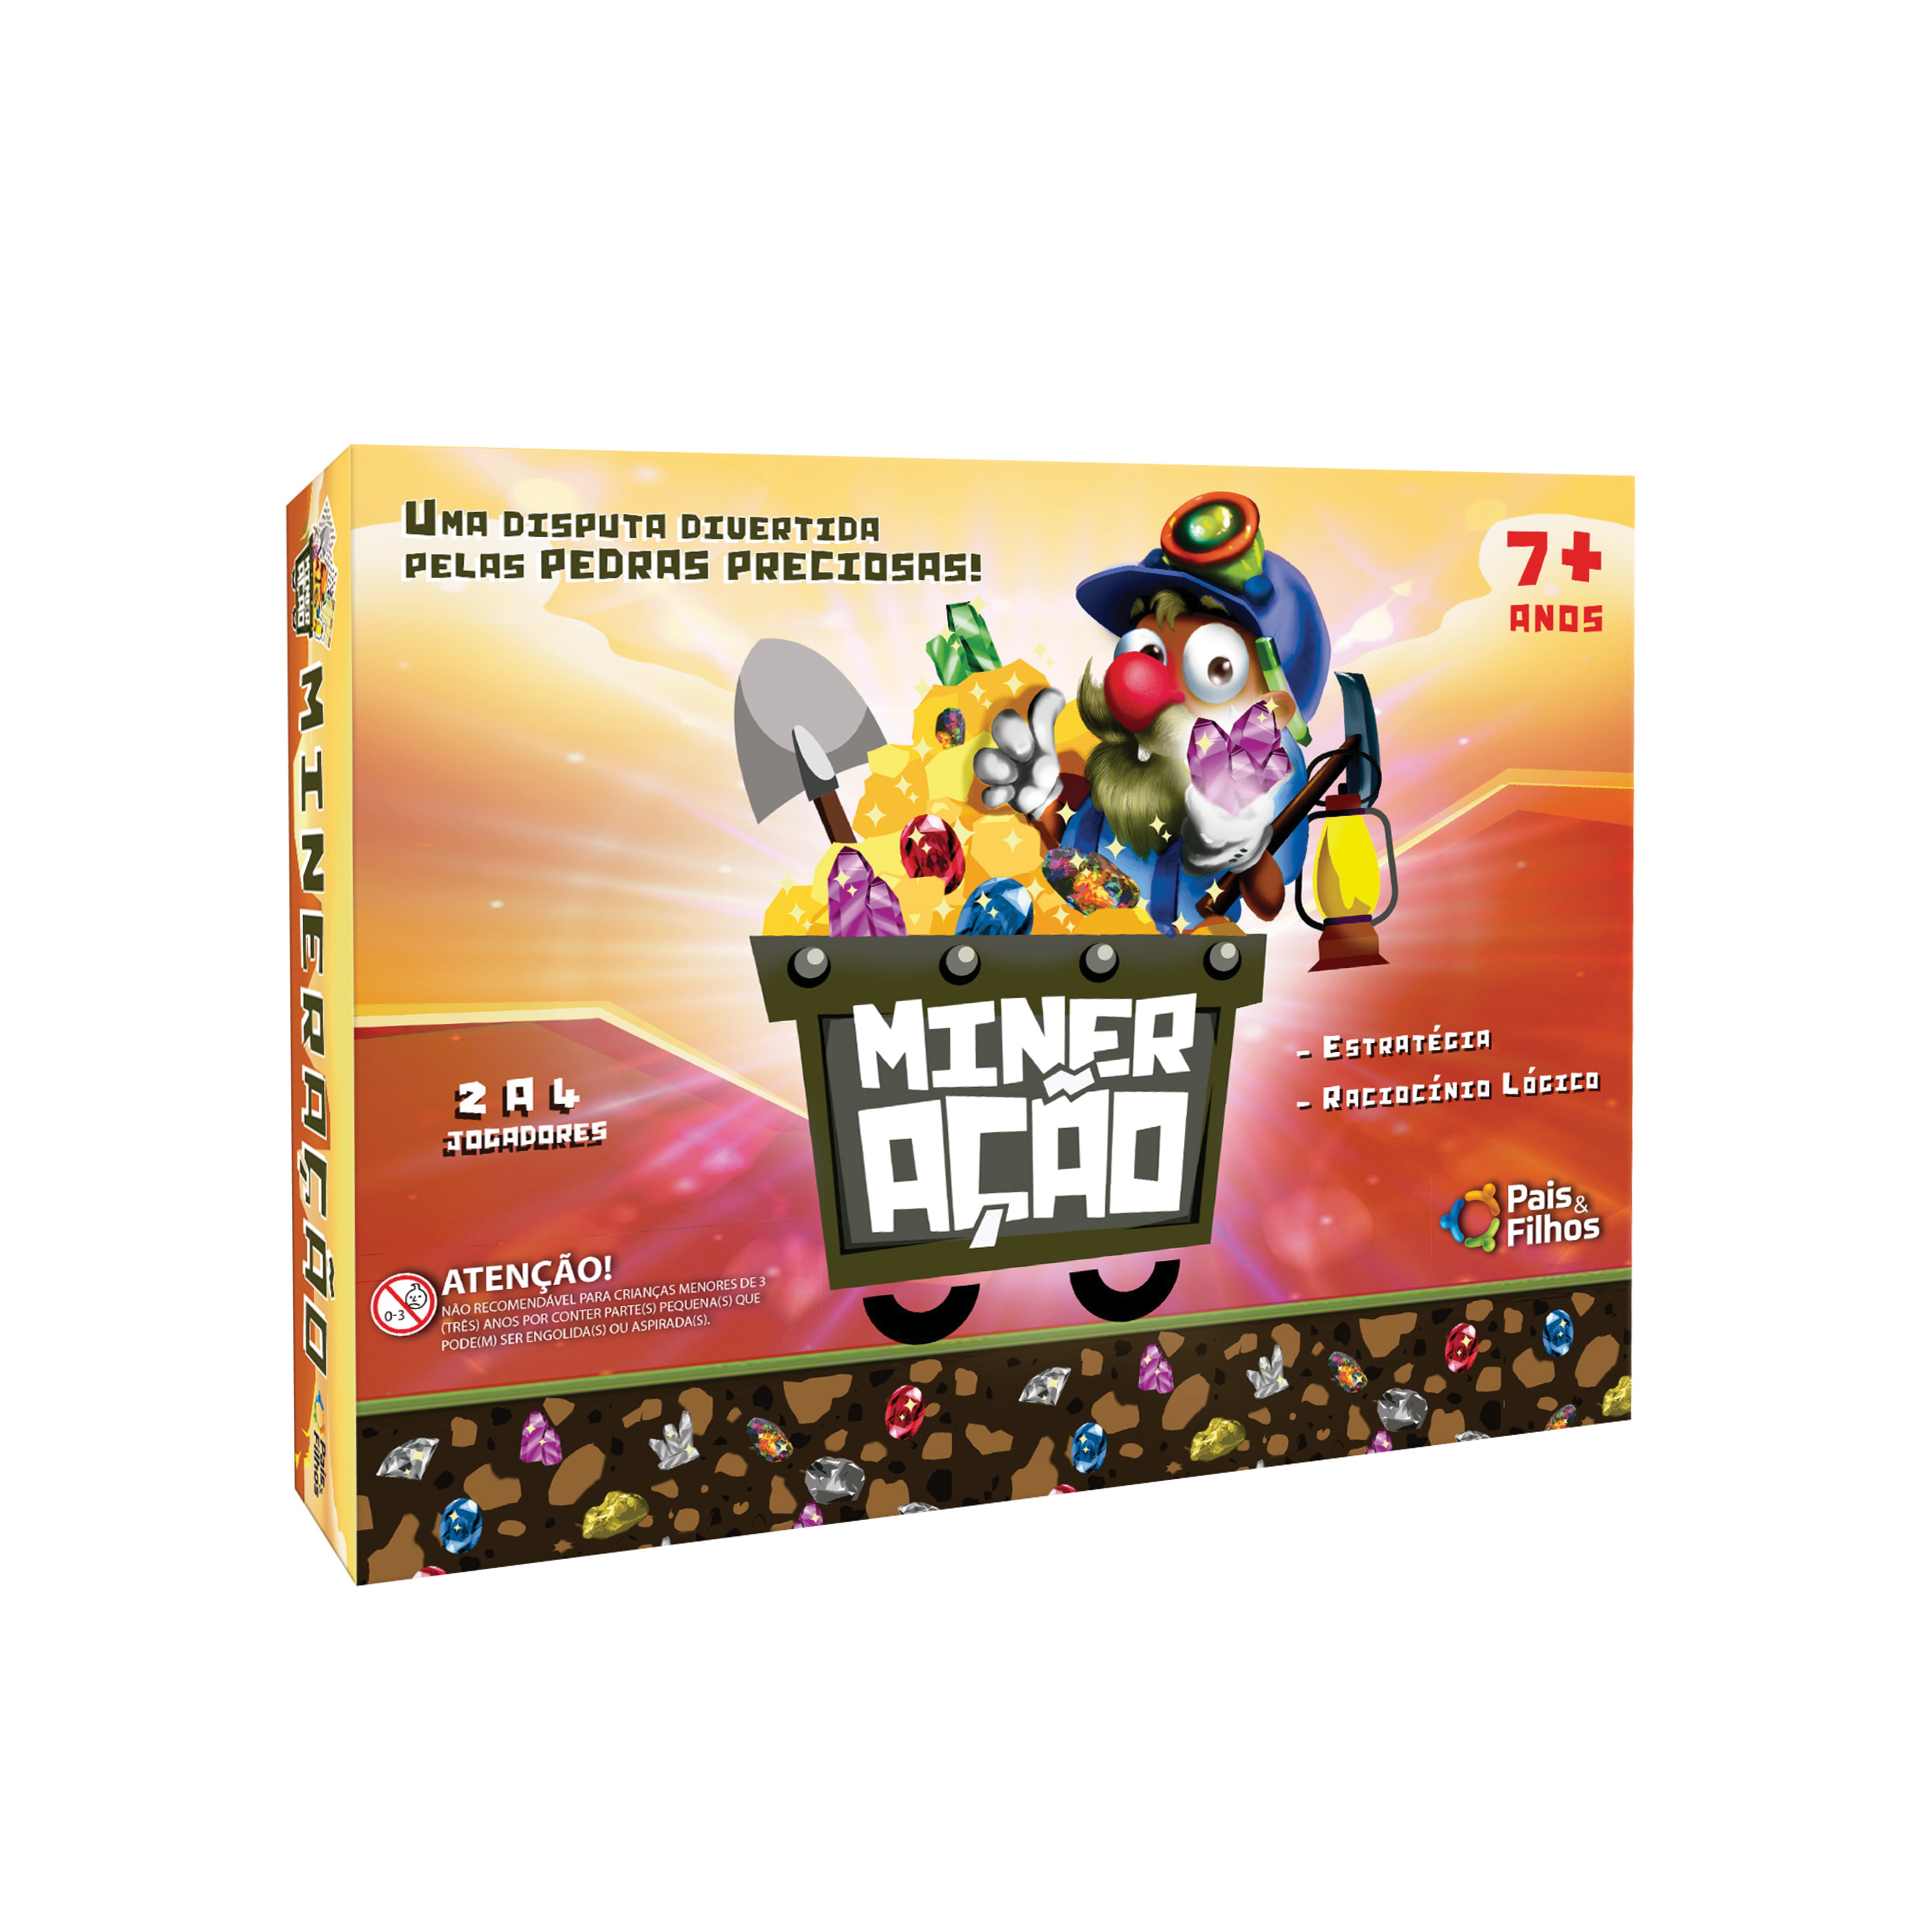 UMA DISPUTA DIVERTIDA
PELAS PEDRAS PRECIOSAS!
7+
ANOS
MINERAÇÃO
MINER
AÇÃO
2 A 4
JOGADORES
- ESTRATÉGIA
- RACIOCÍNIO LÓGICO
Pais &
Filhos
0-3
ATENÇÃO!
NÃO RECOMENDÁVEL PARA CRIANÇAS MENORES DE 3
(TRÊS) ANOS POR CONTER PARTE(S) PEQUENA(S) QUE
PODE(M) SER ENGOLIDA(S) OU ASPIRADA(S).
Pais &
Filhos